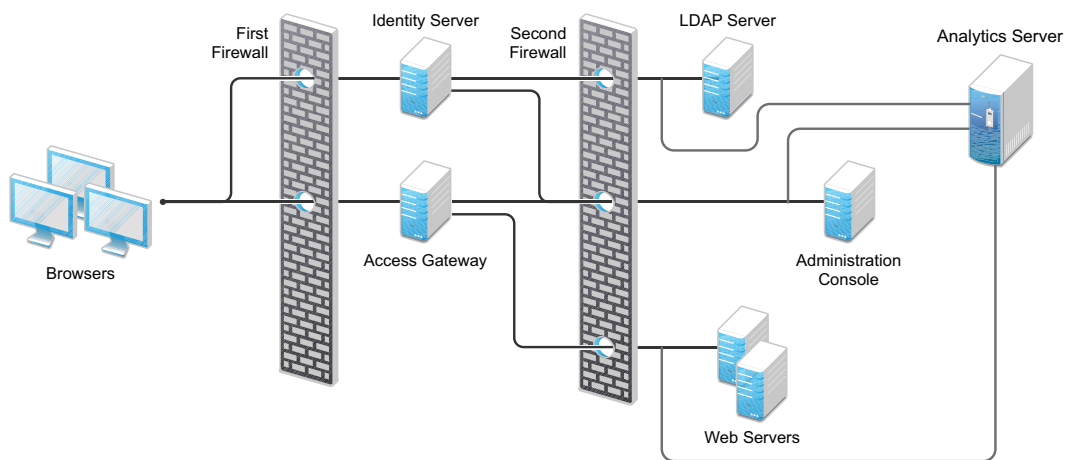 Identity Server
LDAP Server
First
Firewall
Second
Firewall
Analytics Server
Browsers
Access Gateway
Administration
Console
Web Servers